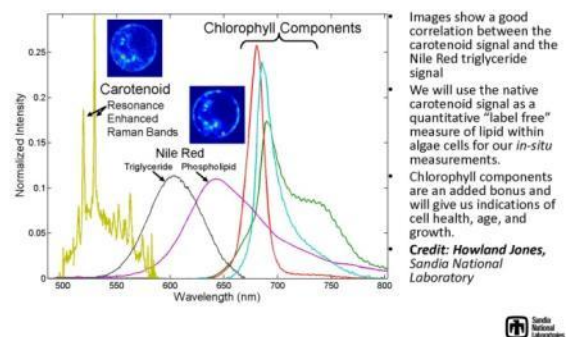 Chlorophyll Components
Carotenoid
Resonance
Enhanced
Raman Bands
Nile Red
Triglyceride Phospholipid
Normalized Intensity
0.25
0.2
0.15
0.1
0.05
0
500 550 600 650 700 750 800
Wavelength (nm)
Images show a good
correlation between the
carotenoid signal and the
Nile Red triglyceride
signal
We will use the native
carotenoid signal as a
quantitative "label free"
measure of lipid within
algae cells for our in-situ
measurements.
Chlorophyll components
are an added bonus and
will give us indications of
cell health, age, and
growth.
Credit: Howland Jones,
Sandia National
Laboratory
Sandia
National
Laboratories